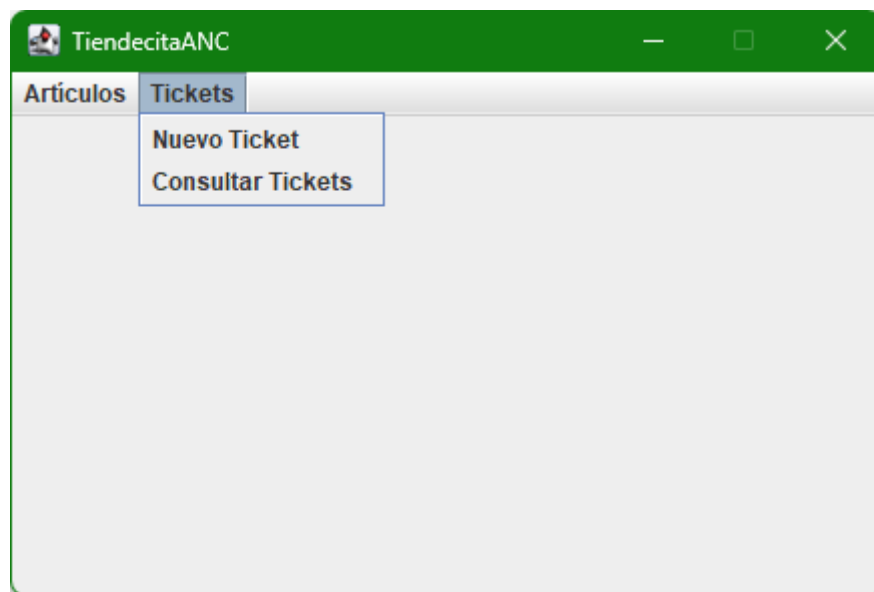 TiendecitaANC
Artículos Tickets
Nuevo Ticket
Consultar Tickets